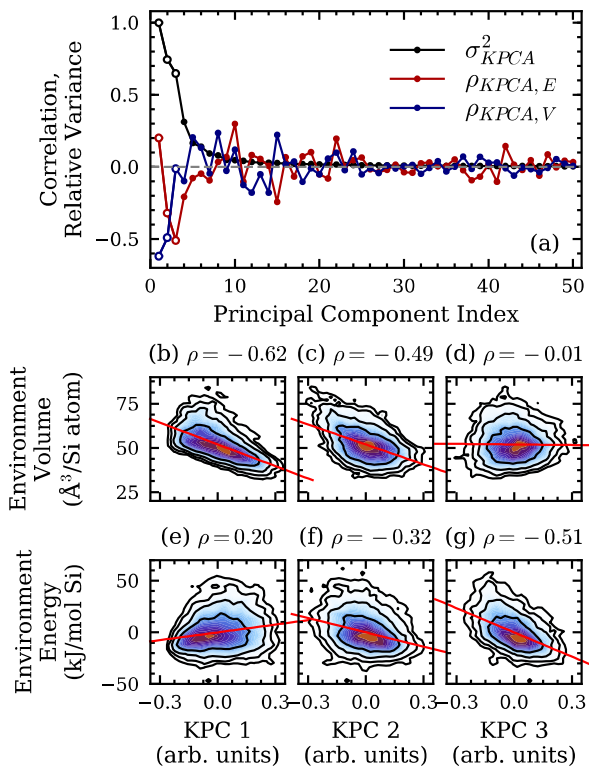 Correlation,
Relative Variance
1.0
0.5
0.0
−0.5
σ²_KPCA
ρ_KPCA, E
ρ_KPCA, V
(a)
0 10 20 30 40 50
Principal Component Index
(b) ρ = −0.62 (c) ρ = −0.49 (d) ρ = −0.01
Environment
Volume
(Å³/Si atom)
75
50
25
(e) ρ = 0.20 (f) ρ = −0.32 (g) ρ = −0.51
Environment
Energy
(kJ/mol Si)
50
0
−50
−0.3 0.0 0.3 −0.3 0.0 0.3 −0.3 0.0 0.3
KPC 1 KPC 2 KPC 3
(arb. units) (arb. units) (arb. units)